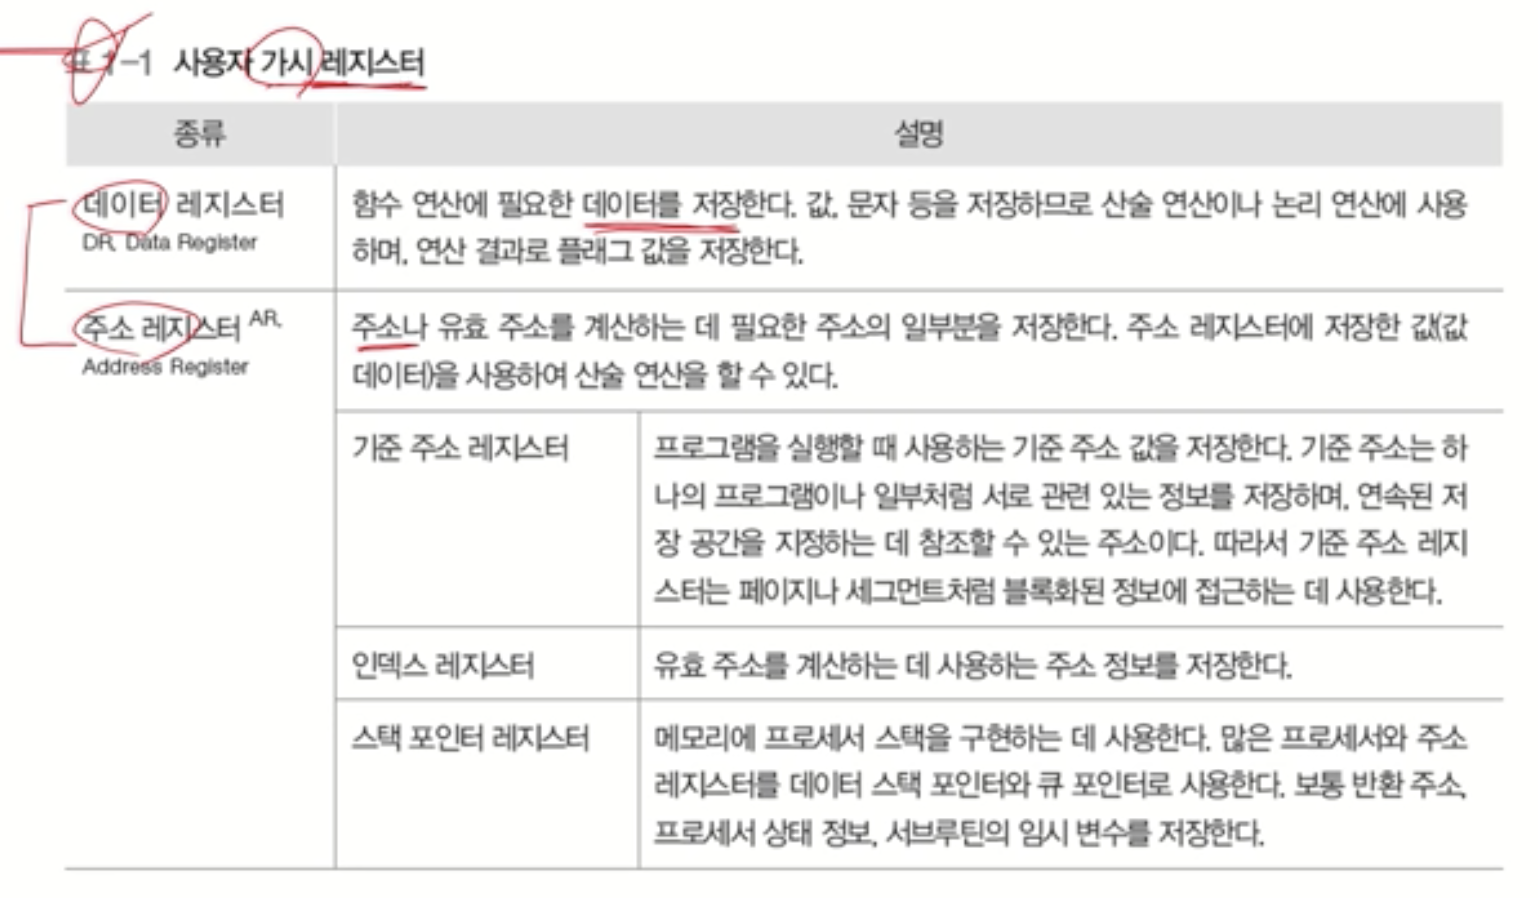 표 1-1 사용자 가시 레지스터
종류
설명
데이터 레지스터
DR, Data Register
함수 연산에 필요한 데이터를 저장한다. 값, 문자 등을 저장하므로 산술 연산이나 논리 연산에 사용
하며, 연산 결과로 플래그 값을 저장한다.
주소 레지스터 AR,
Address Register
주소나 유효 주소를 계산하는 데 필요한 주소의 일부분을 저장한다. 주소 레지스터에 저장한 값(값
데이터)을 사용하여 산술 연산을 할 수 있다.
기준 주소 레지스터
프로그램을 실행할 때 사용하는 기준 주소 값을 저장한다. 기준 주소는 하
나의 프로그램이나 일부처럼 서로 관련 있는 정보를 저장하며, 연속된 저
장 공간을 지정하는 데 참조할 수 있는 주소이다. 따라서 기준 주소 레지
스터는 페이지나 세그먼트처럼 블록화된 정보에 접근하는 데 사용한다.
인덱스 레지스터
유효 주소를 계산하는 데 사용하는 주소 정보를 저장한다.
스택 포인터 레지스터
메모리에 프로세서 스택을 구현하는 데 사용한다. 많은 프로세서와 주소
레지스터를 데이터 스택 포인터와 큐 포인터로 사용한다. 보통 반환 주소,
프로세서 상태 정보, 서브루틴의 임시 변수를 저장한다.